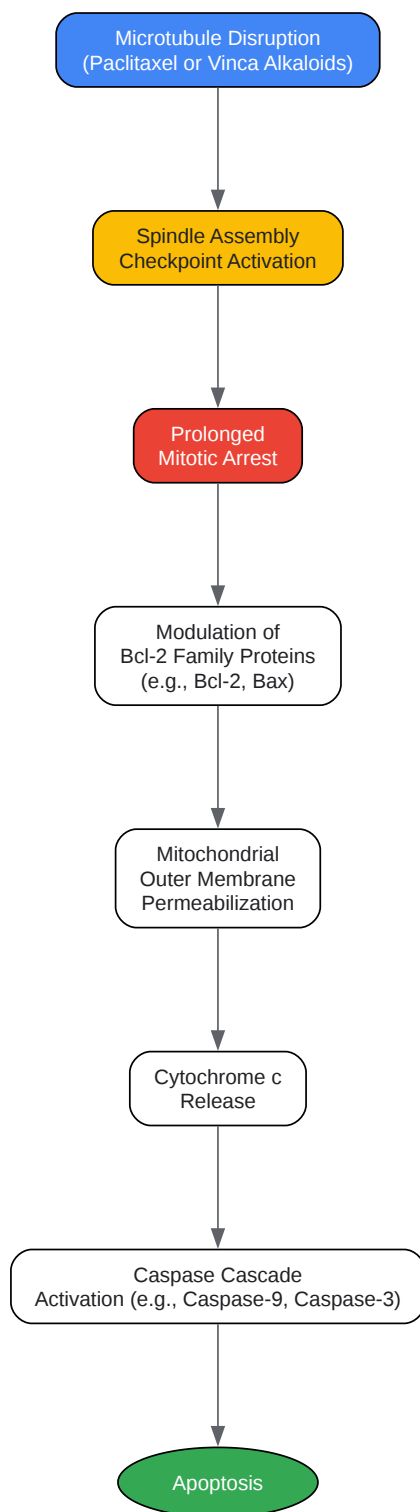 Microtubule Disruption
(Paclitaxel or Vinca Alkaloids)
Spindle Assembly
Checkpoint Activation
Prolonged
Mitotic Arrest
Modulation of
Bcl-2 Family Proteins
(e.g., Bcl-2, Bax)
Mitochondrial
Outer Membrane
Permeabilization
Cytochrome c
Release
Caspase Cascade
Activation (e.g., Caspase-9, Caspase-3)
Apoptosis